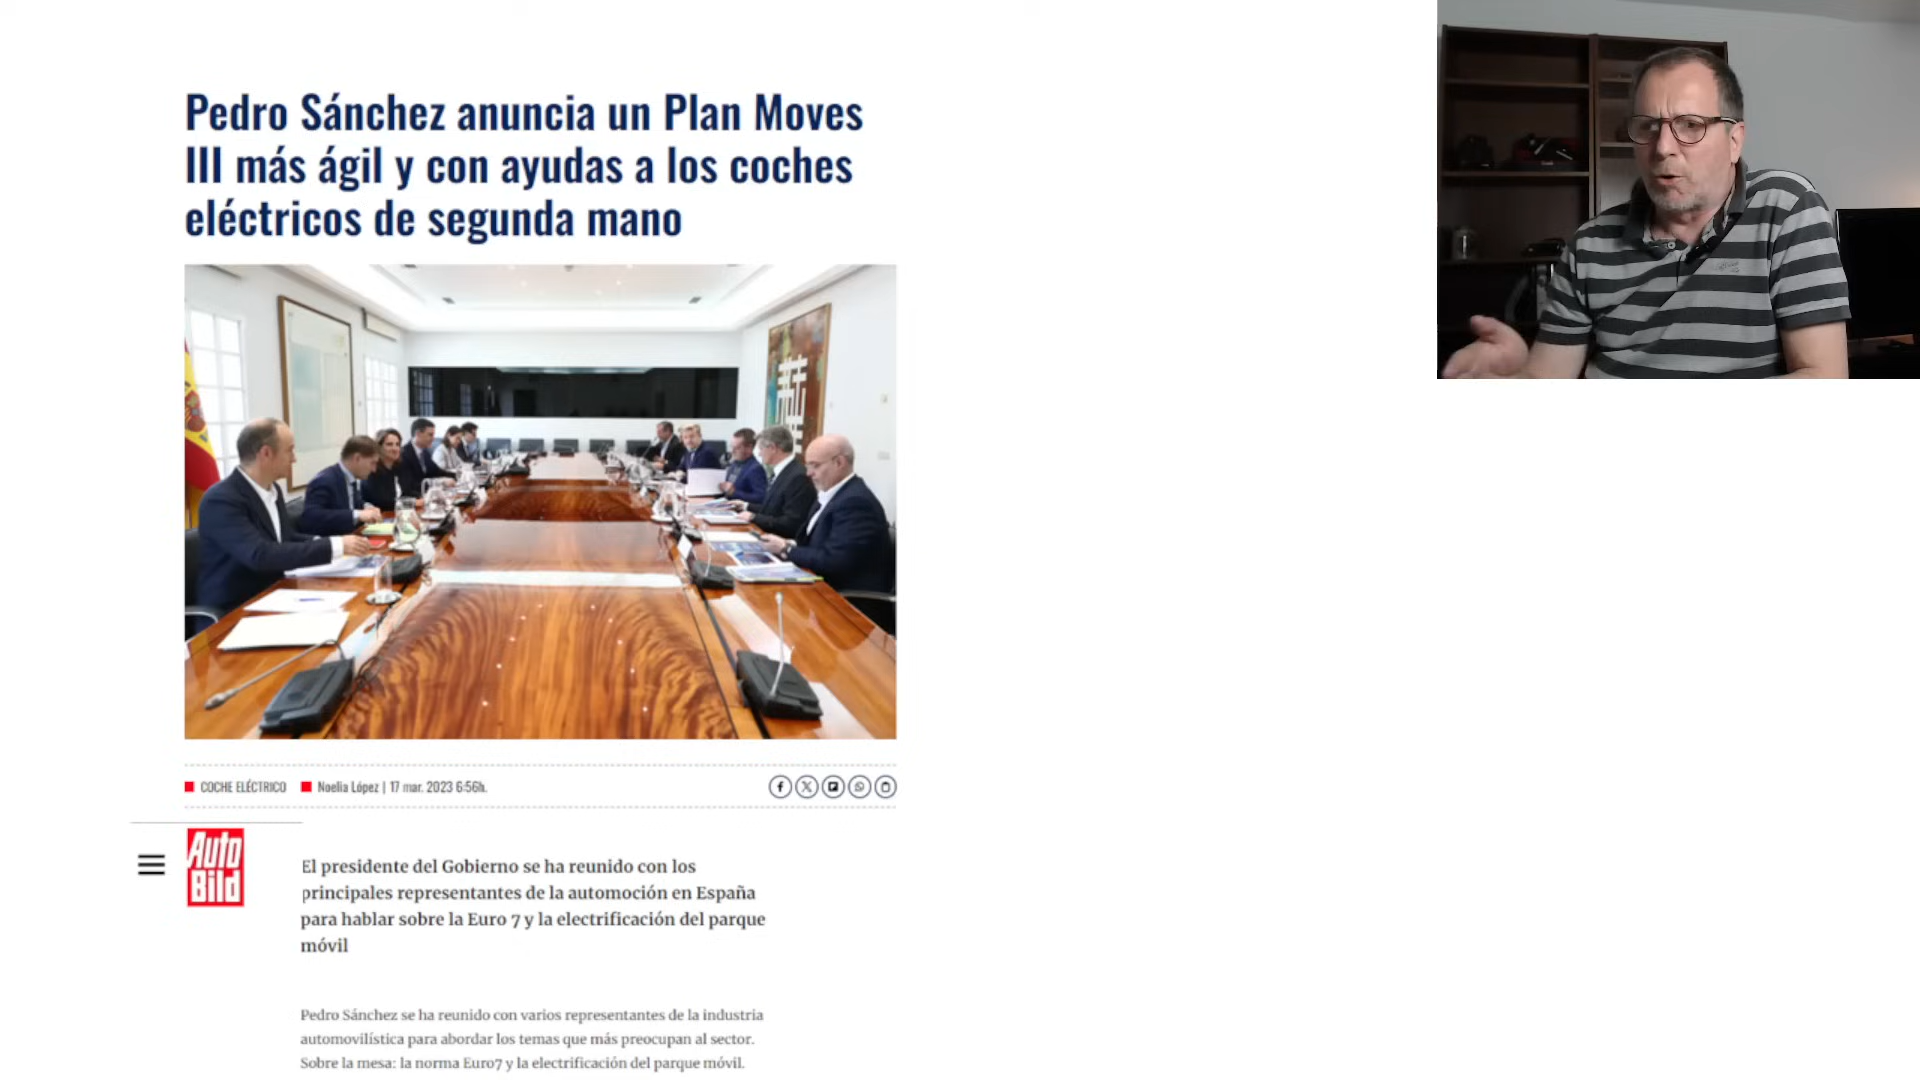 Pedro Sánchez anuncia un Plan Moves
III más ágil y con ayudas a los coches
eléctricos de segunda mano
COCHE ELÉCTRICO
Noelia López | 17 mar. 2023 6:56h.
Auto
Bild
El presidente del Gobierno se ha reunido con los
principales representantes de la automoción en España
para hablar sobre la Euro 7 y la electrificación del parque
móvil
Pedro Sánchez se ha reunido con varios representantes de la industria
automovilística para abordar los temas que más preocupan al sector.
Sobre la mesa: la norma Euro7 y la electrificación del parque móvil.